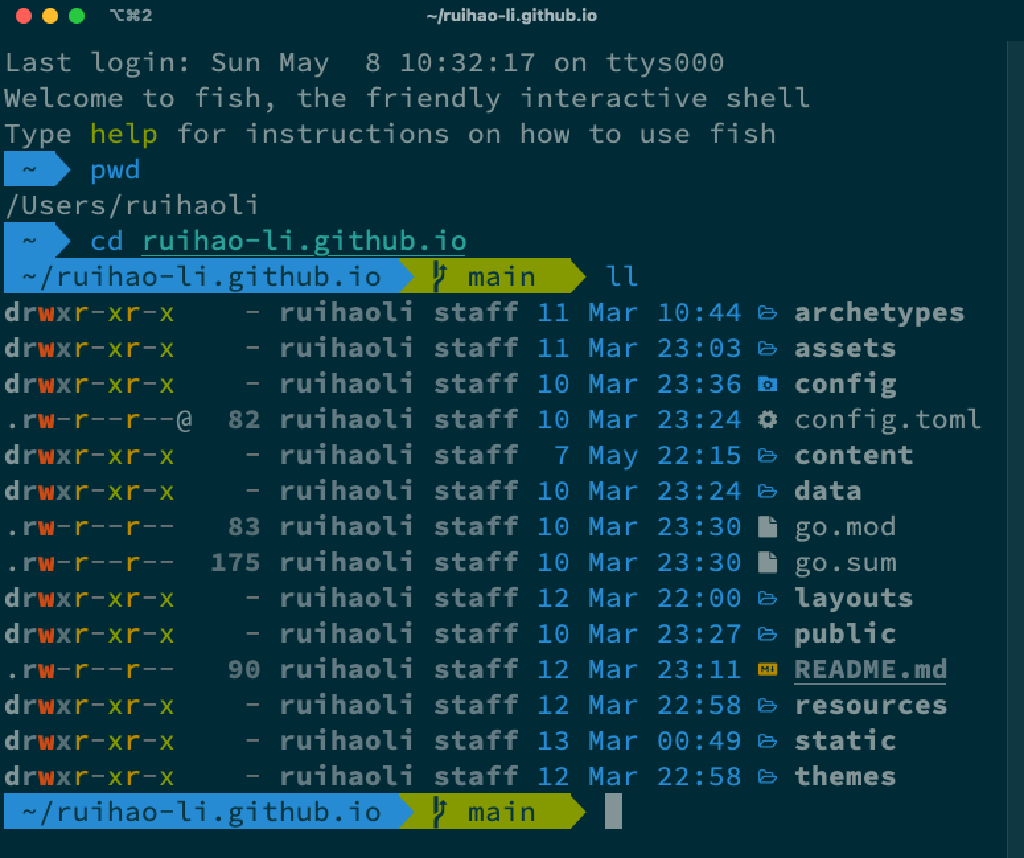 ⌥⌘2 ~/ruihao-li.github.io
Last login: Sun May  8 10:32:17 on ttys000
Welcome to fish, the friendly interactive shell
Type help for instructions on how to use fish
~ pwd
/Users/ruihaoli
~ cd ruihao-li.github.io
~/ruihao-li.github.io main ll
drwxr-xr-x    - ruihaoli staff 11 Mar 10:44 archetypes
drwxr-xr-x    - ruihaoli staff 11 Mar 23:03 assets
drwxr-xr-x    - ruihaoli staff 10 Mar 23:36 config
.rw-r--r--@  82 ruihaoli staff 10 Mar 23:24 config.toml
drwxr-xr-x    - ruihaoli staff  7 May 22:15 content
drwxr-xr-x    - ruihaoli staff 10 Mar 23:24 data
.rw-r--r--   83 ruihaoli staff 10 Mar 23:30 go.mod
.rw-r--r--  175 ruihaoli staff 10 Mar 23:30 go.sum
drwxr-xr-x    - ruihaoli staff 12 Mar 22:00 layouts
drwxr-xr-x    - ruihaoli staff 10 Mar 23:27 public
.rw-r--r--   90 ruihaoli staff 12 Mar 23:11 README.md
drwxr-xr-x    - ruihaoli staff 12 Mar 22:58 resources
drwxr-xr-x    - ruihaoli staff 13 Mar 00:49 static
drwxr-xr-x    - ruihaoli staff 12 Mar 22:58 themes
~/ruihao-li.github.io main